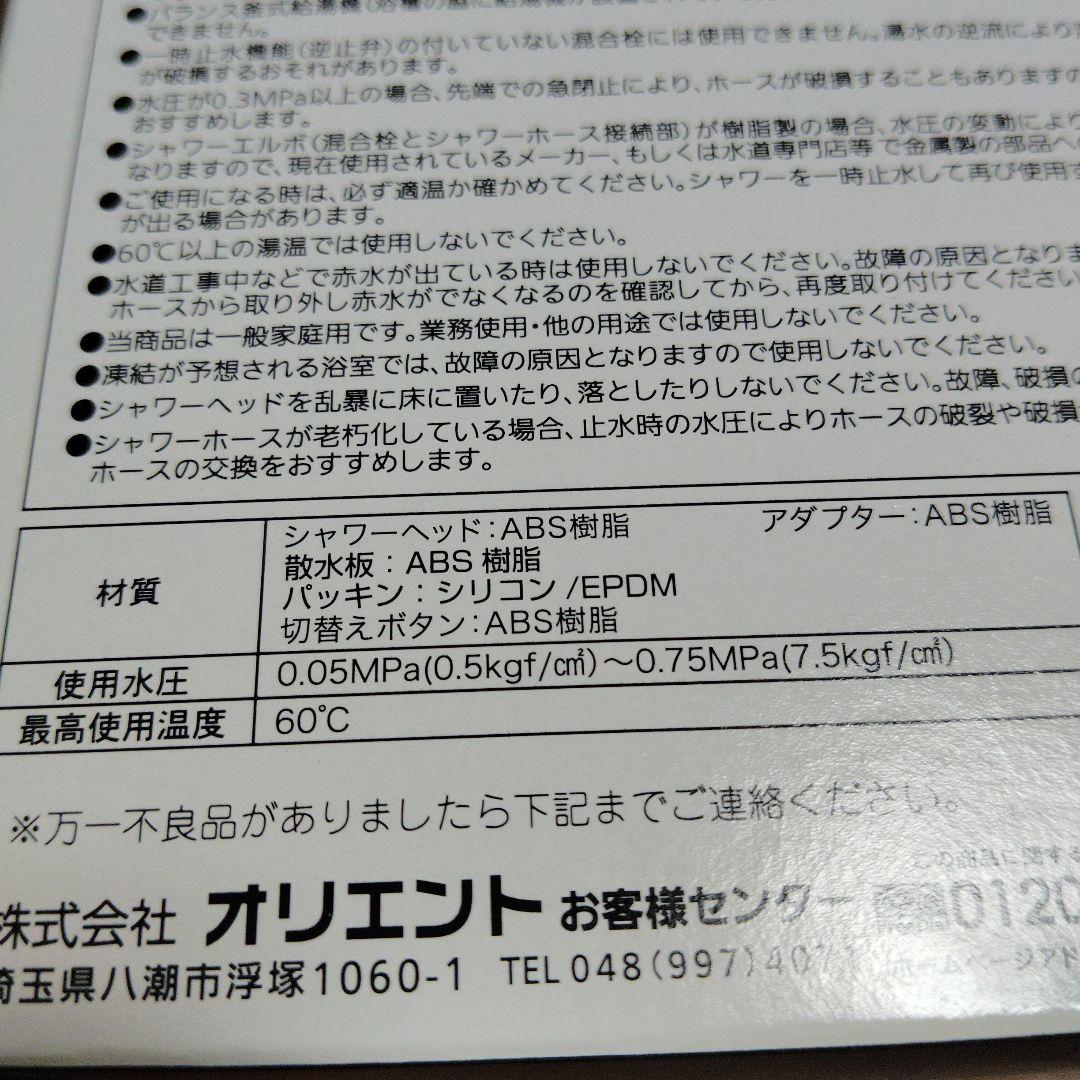 ●バランス釜式給湯機(浴槽の
できません。
●一時止水機能(逆止弁)の付いていない混合栓には使用できません。湯水の逆流により
が破損するおそれがあります。
●水圧が0.3MPa以上の場合、先端での急閉止により、ホースが破損することもありますの
おすすめします。
●シャワーエルボ(混合栓とシャワーホース接続部)が樹脂製の場合、水圧の変動により
なりますので、現在使用されているメーカー、もしくは水道専門店等で金属製の部品への
●ご使用になる時は、必ず適温か確かめてください。シャワーを一時止水して再び使用す
が出る場合があります。
●60℃以上の湯温では使用しないでください。
●水道工事中などで赤水が出ている時は使用しないでください。故障の原因となりま
ホースから取り外し赤水がでなくなるのを確認してから、再度取り付けてください
●当商品は一般家庭用です。業務使用・他の用途では使用しないでください。
●凍結が予想される浴室では、故障の原因となりますので使用しないでください。
●シャワーヘッドを乱暴に床に置いたり、落としたりしないでください。故障、破損の
●シャワーホースが老朽化している場合、止水時の水圧によりホースの破裂や破損
ホースの交換をおすすめします。
材質
シャワーヘッド:ABS樹脂 アダプター:ABS樹脂
散水板:ABS樹脂
パッキン:シリコン/EPDM
切替えボタン:ABS樹脂
使用水圧 0.05MPa(0.5kgf/㎠)～0.75MPa(7.5kgf/㎠)
最高使用温度 60℃
※万一不良品がありましたら下記までご連絡ください。
この商品に関する
株式会社 オリエント お客様センター 0120
埼玉県八潮市浮塚1060-1 TEL 048(997)407
(ホームページアド